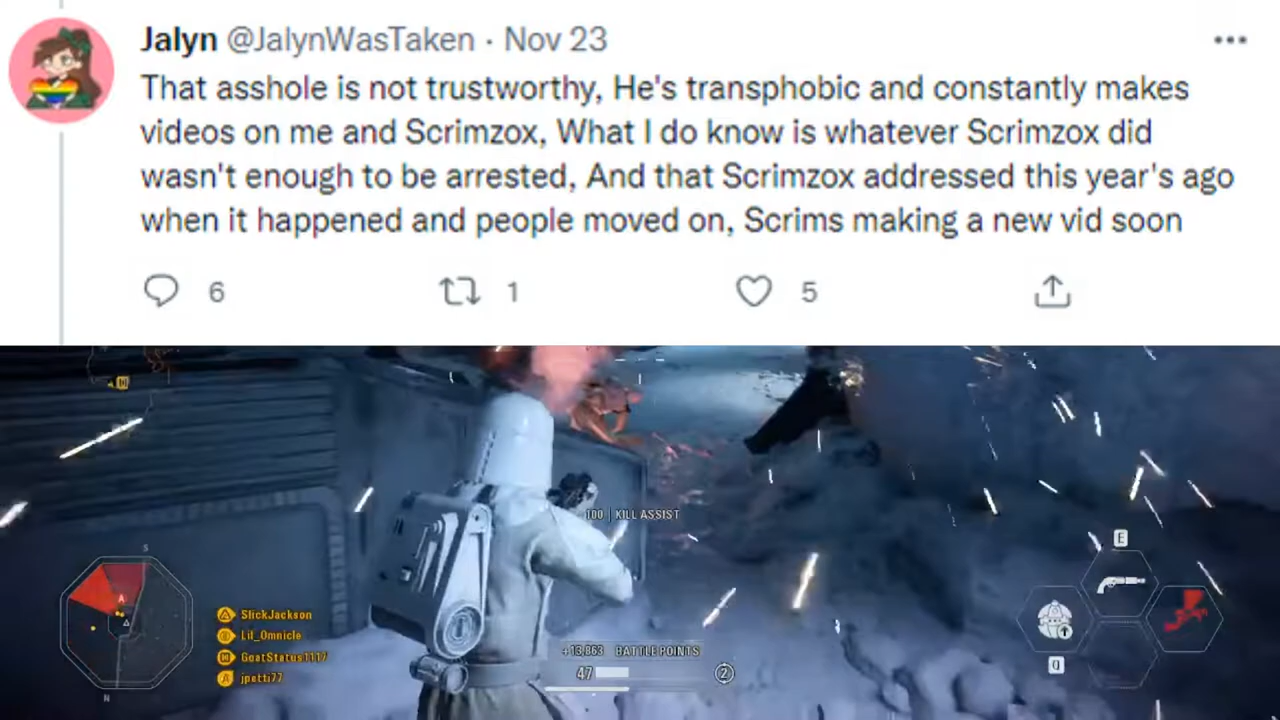 Jalyn @JalynWasTaken · Nov 23
That asshole is not trustworthy, He's transphobic and constantly makes
videos on me and Scrimzox, What I do know is whatever Scrimzox did
wasn't enough to be arrested, And that Scrimzox addressed this year's ago
when it happened and people moved on, Scrims making a new vid soon
6 1 5
100 | KILL ASSIST
E
S
A
SlickJackson
Lil_Omnicle
GoatStatus1117
A jpatti77
+13,863 BATTLE POINTS
47 2
Q
N